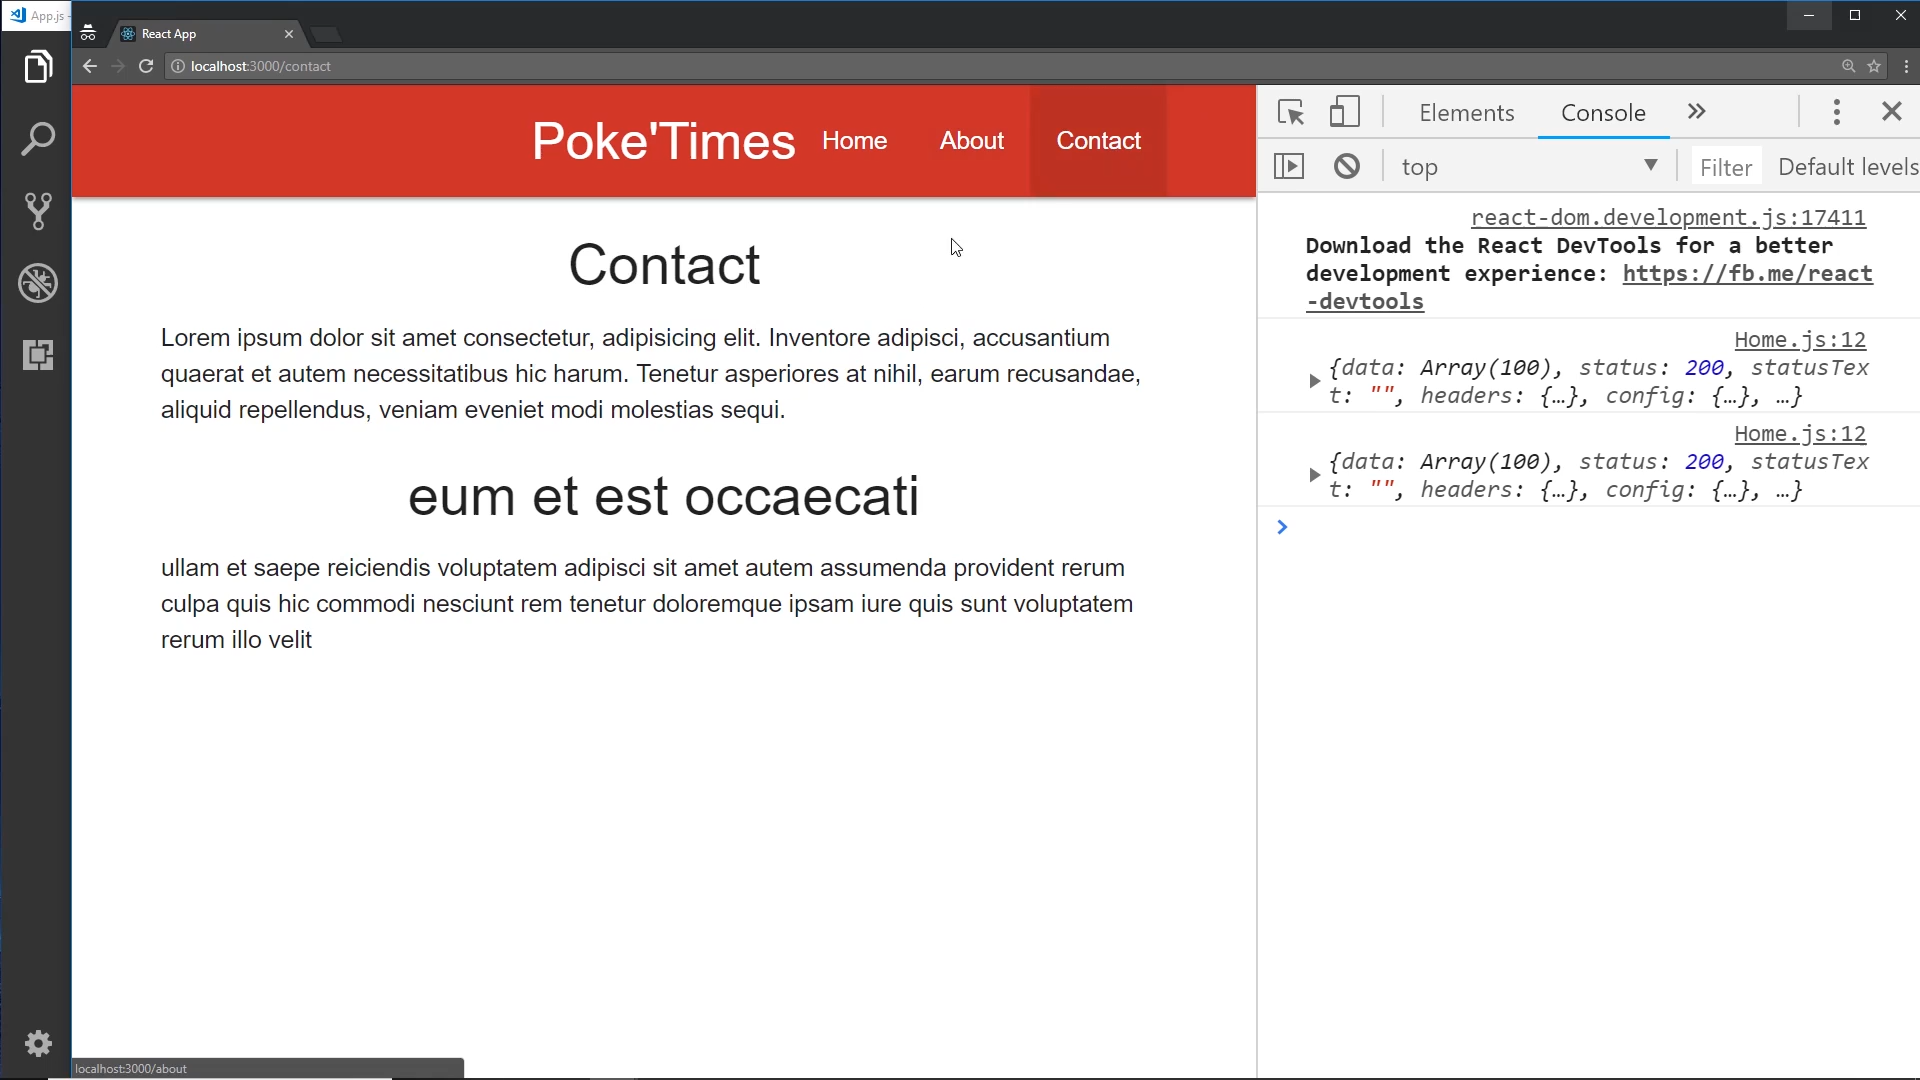 App.js -
React App
localhost:3000/contact
Poke'Times Home About Contact
Contact
Lorem ipsum dolor sit amet consectetur, adipisicing elit. Inventore adipisci, accusantium
quaerat et autem necessitatibus hic harum. Tenetur asperiores at nihil, earum recusandae,
aliquid repellendus, veniam eveniet modi molestias sequi.
eum et est occaecati
ullam et saepe reiciendis voluptatem adipisci sit amet autem assumenda provident rerum
culpa quis hic commodi nesciunt rem tenetur doloremque ipsam iure quis sunt voluptatem
rerum illo velit
localhost:3000/about
Elements Console
top Filter Default levels
react-dom.development.js:17411
Download the React DevTools for a better
development experience: https://fb.me/react
-devtools
Home.js:12
{data: Array(100), status: 200, statusTex
t: "", headers: {…}, config: {…}, …}
Home.js:12
{data: Array(100), status: 200, statusTex
t: "", headers: {…}, config: {…}, …}